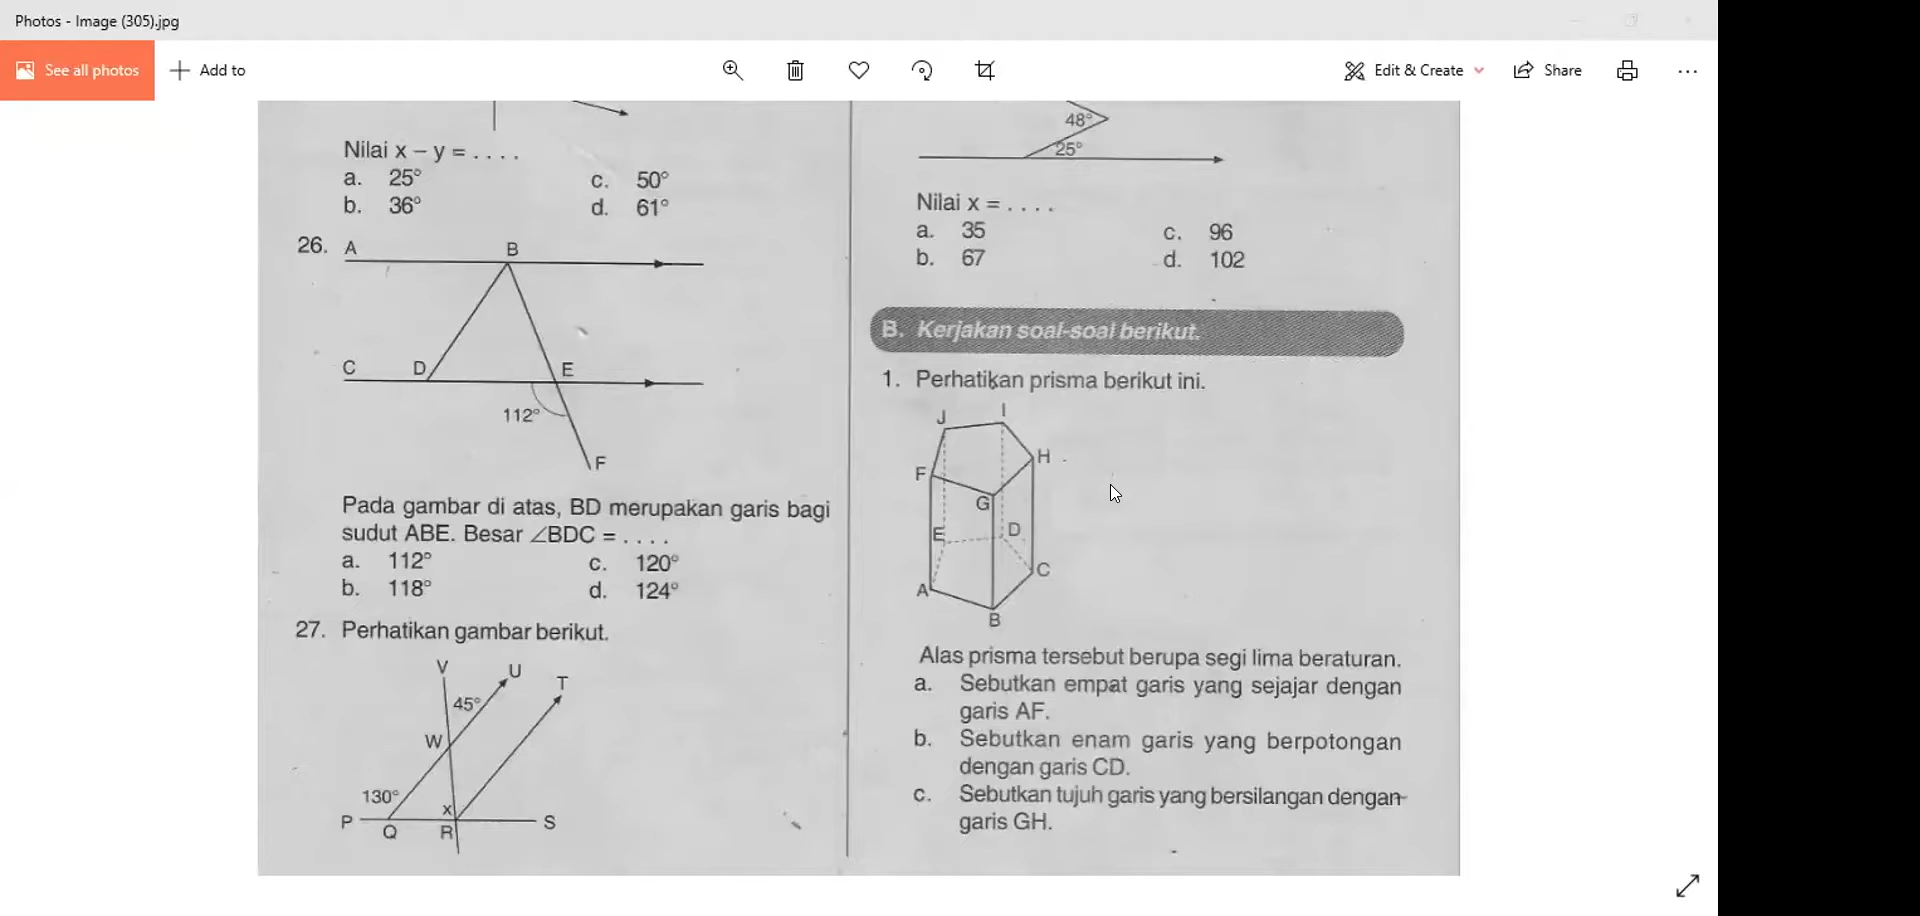 Photos - Image (305).jpg
See all photos
Add to
Edit & Create
Share
Nilai x – y = . . . .
a. 25° c. 50°
b. 36° d. 61°
26. A B
C D E
112°
F
Pada gambar di atas, BD merupakan garis bagi
sudut ABE. Besar ∠BDC = . . . .
a. 112° c. 120°
b. 118° d. 124°
27. Perhatikan gambar berikut.
V U T
45°
W
130° x
P Q R S
48°
25°
Nilai x = . . . .
a. 35 c. 96
b. 67 d. 102
B. Kerjakan soal-soal berikut.
1. Perhatikan prisma berikut ini.
J I
H
F
G
E D
C
A
B
Alas prisma tersebut berupa segi lima beraturan.
a. Sebutkan empat garis yang sejajar dengan
garis AF.
b. Sebutkan enam garis yang berpotongan
dengan garis CD.
c. Sebutkan tujuh garis yang bersilangan dengan
garis GH.